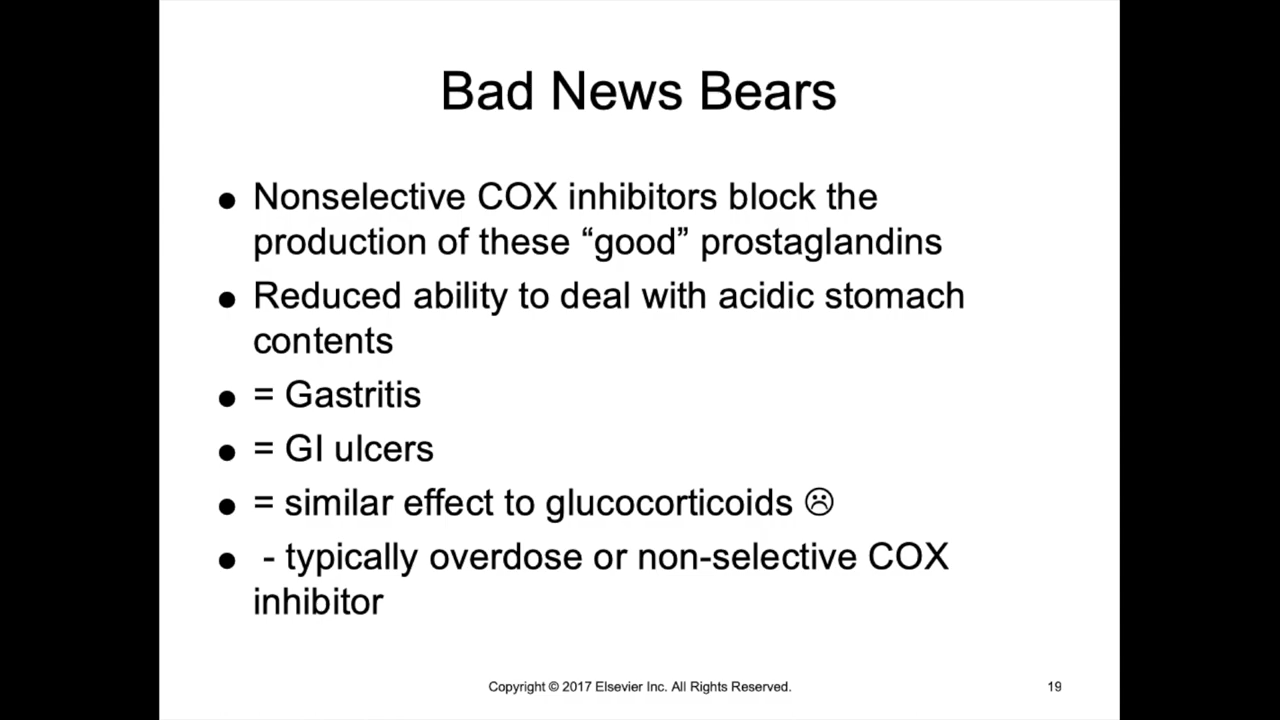 Bad News Bears
● Nonselective COX inhibitors block the
production of these “good” prostaglandins
● Reduced ability to deal with acidic stomach
contents
● = Gastritis
● = GI ulcers
● = similar effect to glucocorticoids ☹
● - typically overdose or non-selective COX
inhibitor
Copyright © 2017 Elsevier Inc. All Rights Reserved.
19